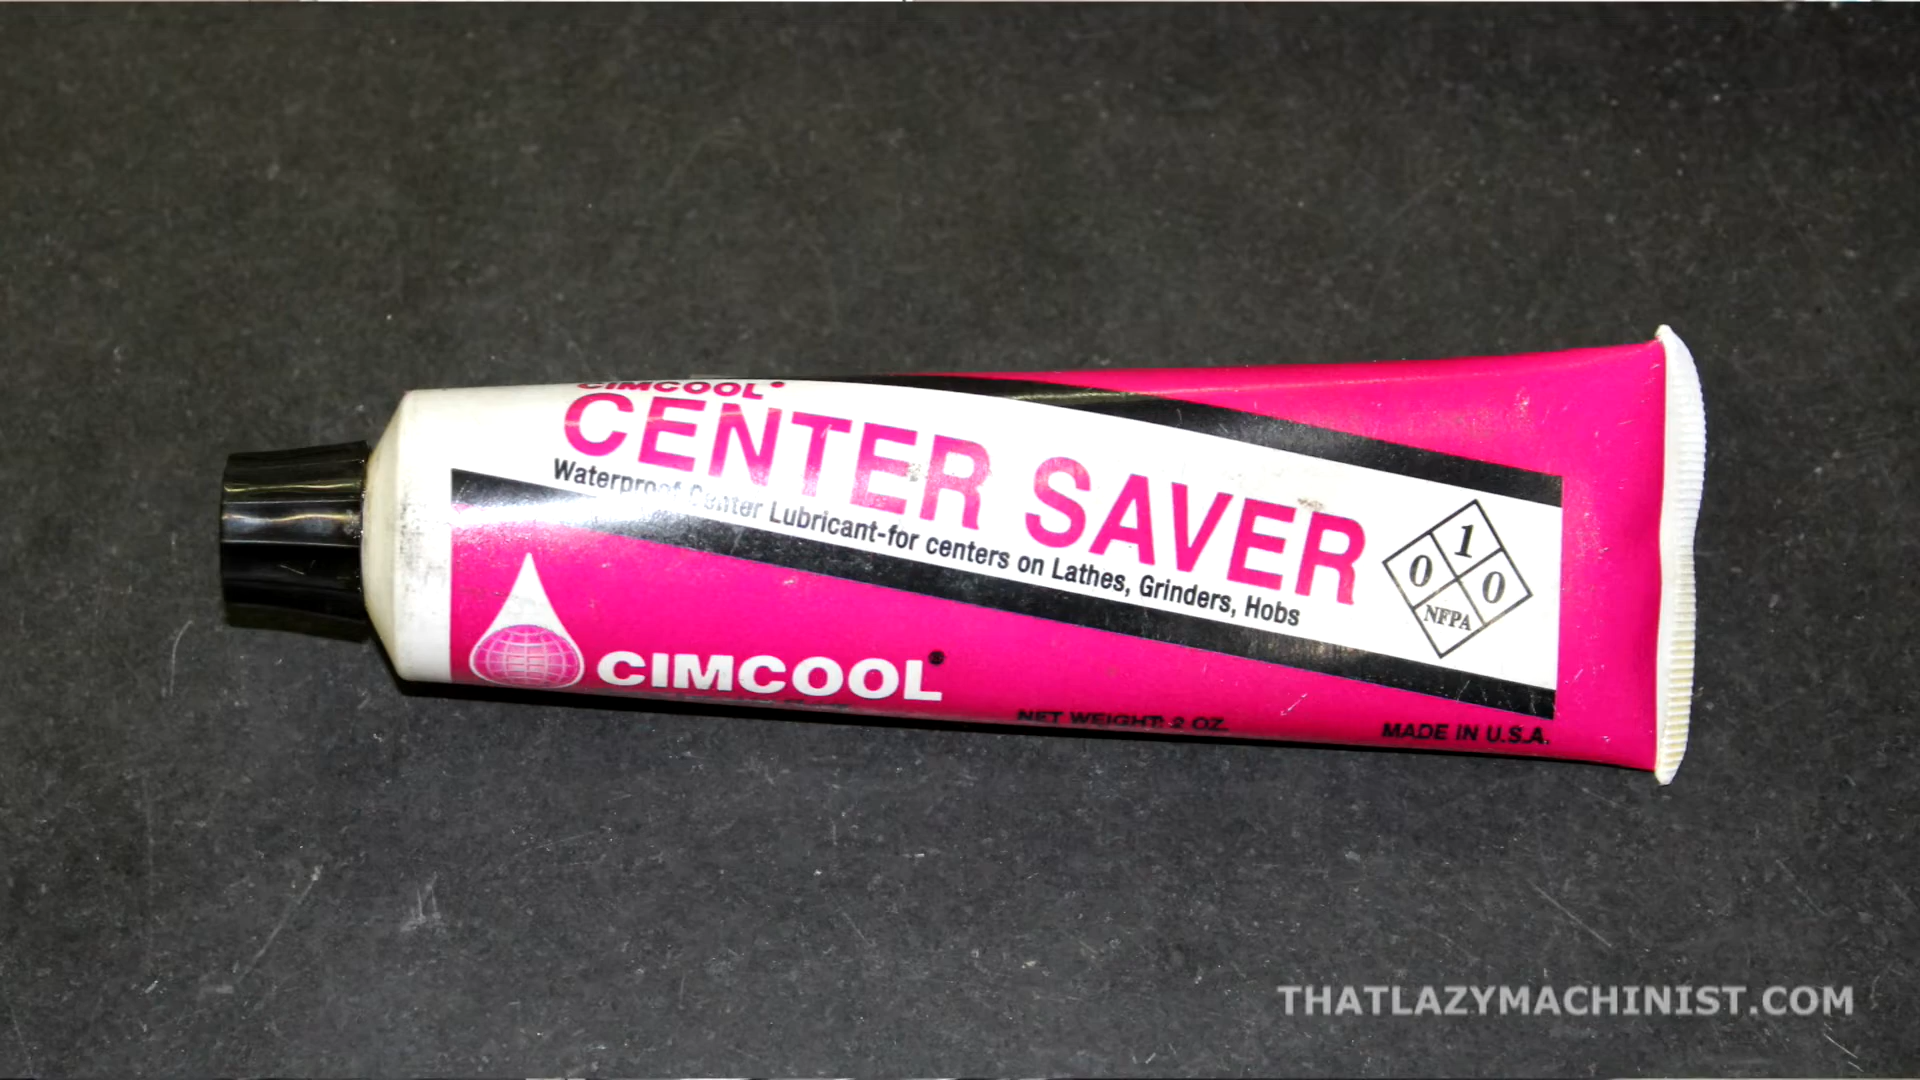 CIMCOOL
CENTER SAVER
Waterproof Center Lubricant-for centers on Lathes, Grinders, Hobs
1
0 0
NFPA
CIMCOOL®
NET WEIGHT: 2 OZ.
MADE IN U.S.A.
THATLAZYMACHINIST.COM